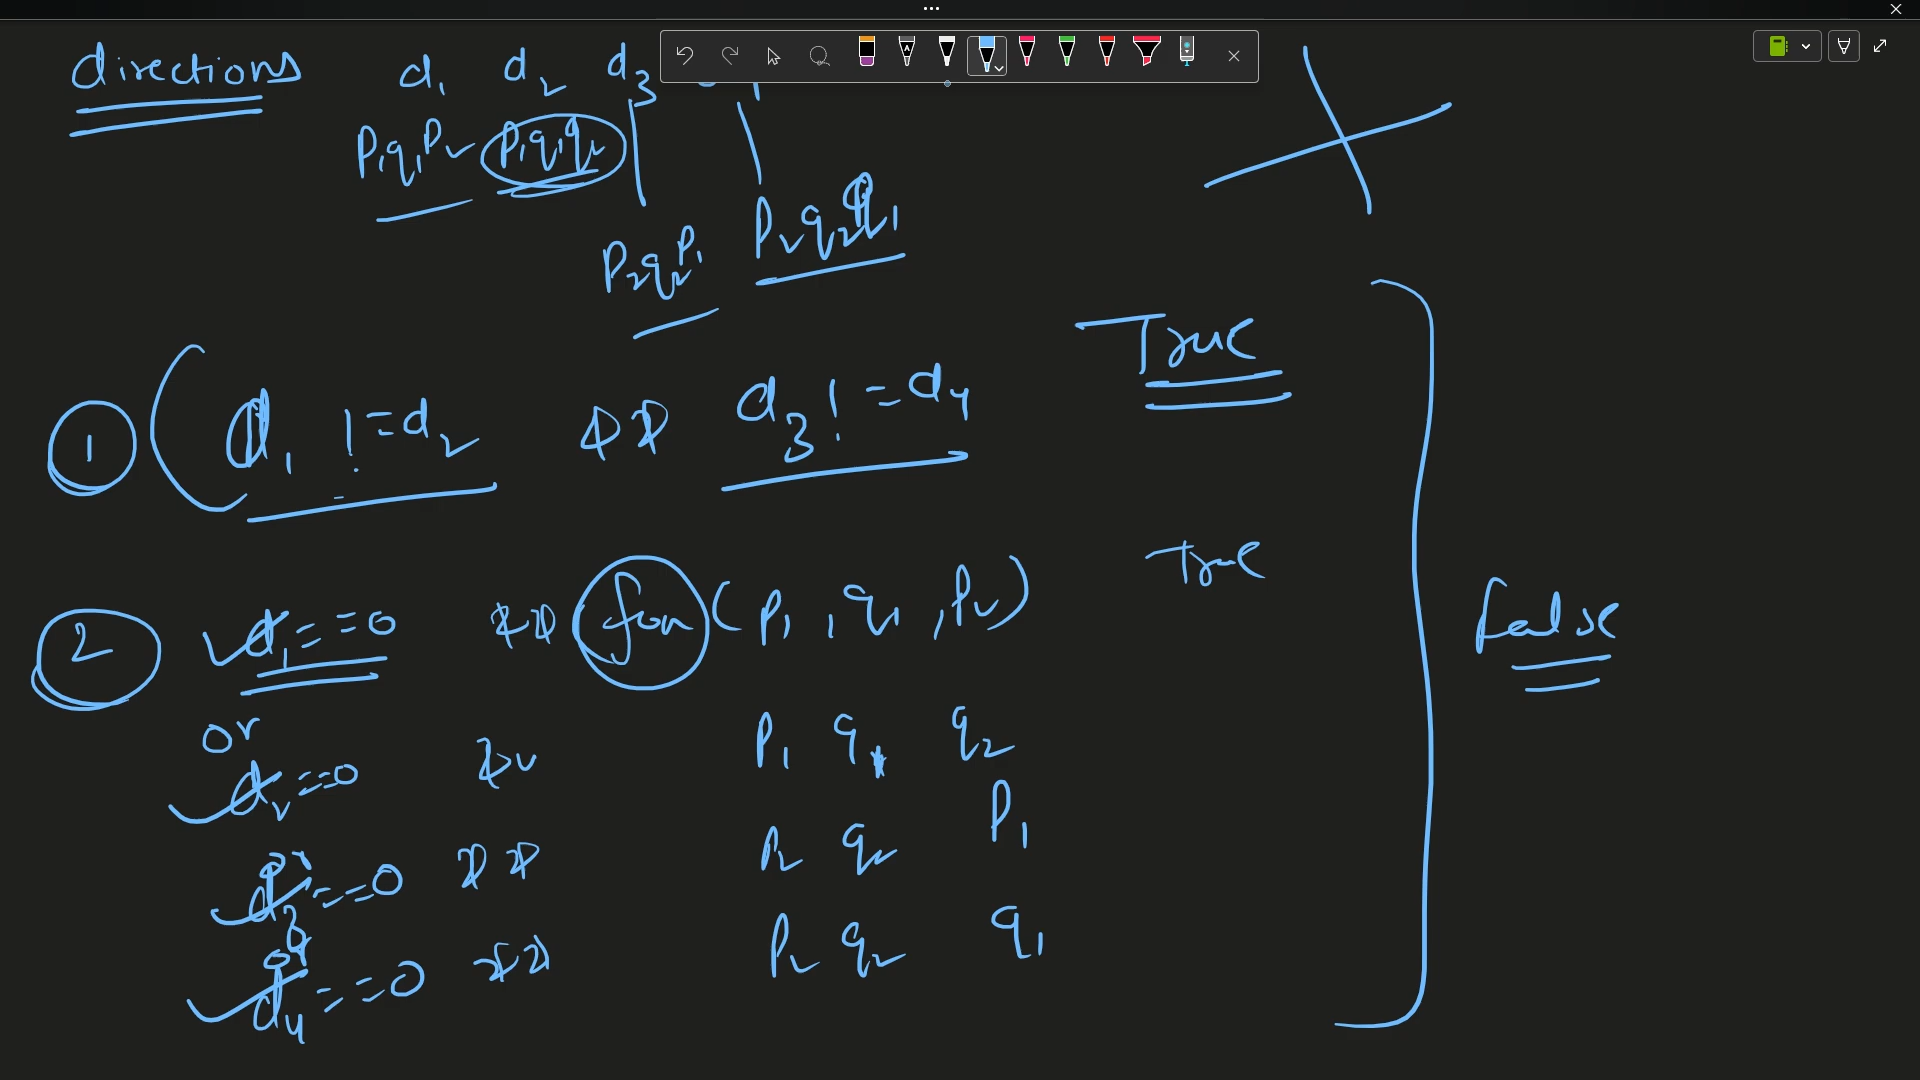 directions d1 d2 d3
p1q1p2 p1q1q2
p2q2p1 p2q2q1
True
1 ( d1 != d2 && d3 != d4
2 d1 == 0 && fun (p1, q1, p2) True
or
d2 == 0 && p1 q1 q2
or
d3 == 0 && p2 q2 p1
or
d4 == 0 && p2 q2 q1
false